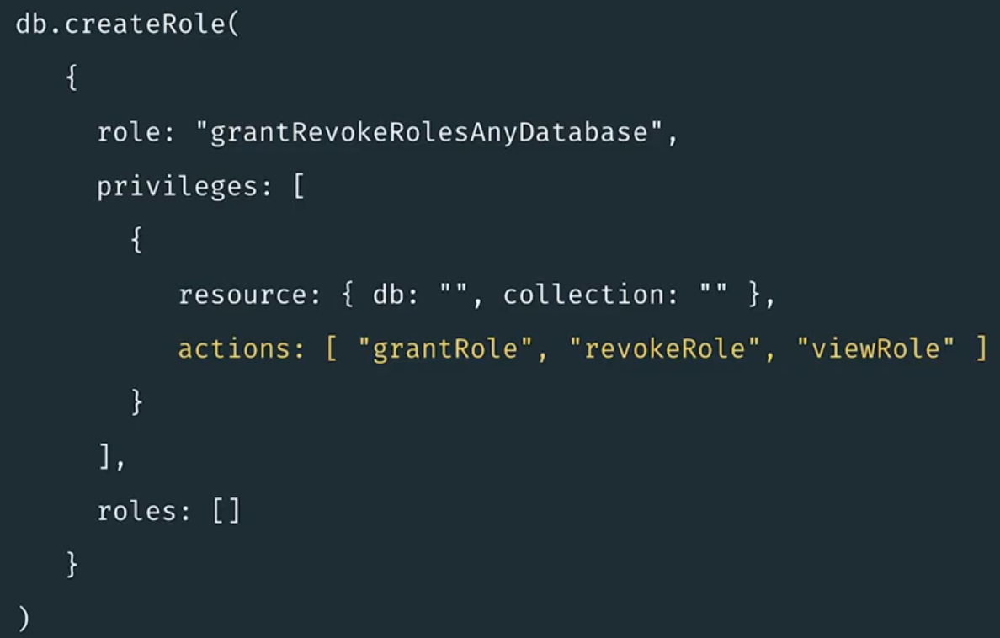 db.createRole(
{
role: "grantRevokeRolesAnyDatabase",
privileges: [
{
resource: { db: "", collection: "" },
actions: [ "grantRole", "revokeRole", "viewRole" ]
}
],
roles: []
}
)